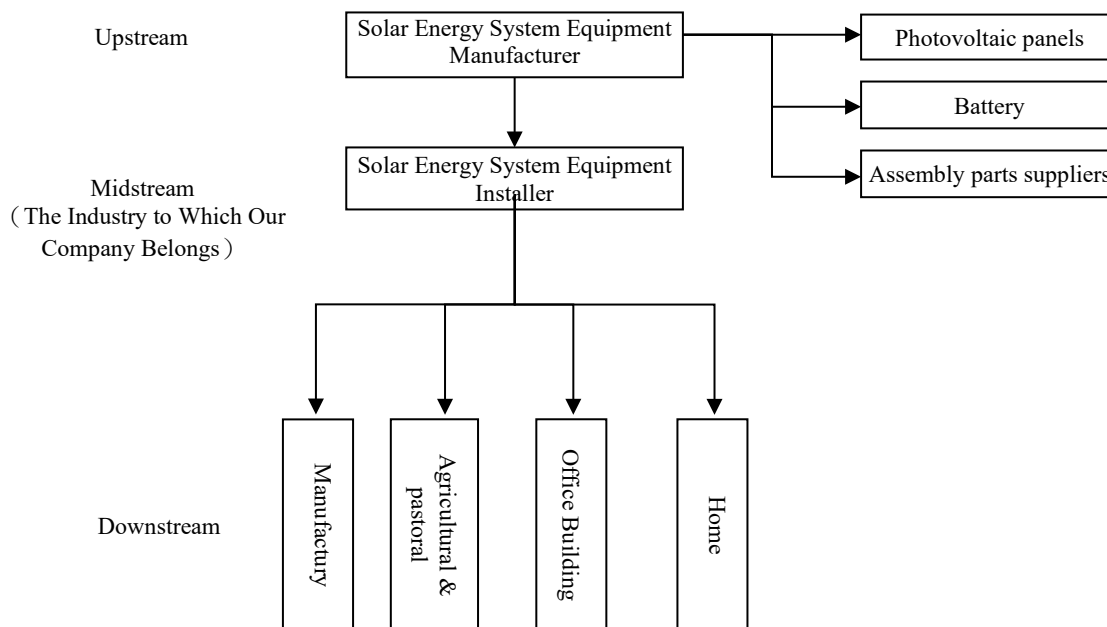 Upstream
Solar Energy System Equipment
Manufacturer
Photovoltaic panels
Battery
Assembly parts suppliers
Midstream
（The Industry to Which Our
Company Belongs）
Solar Energy System Equipment
Installer
Downstream
Manufactury
Agricultural &
pastoral
Office Building
Home